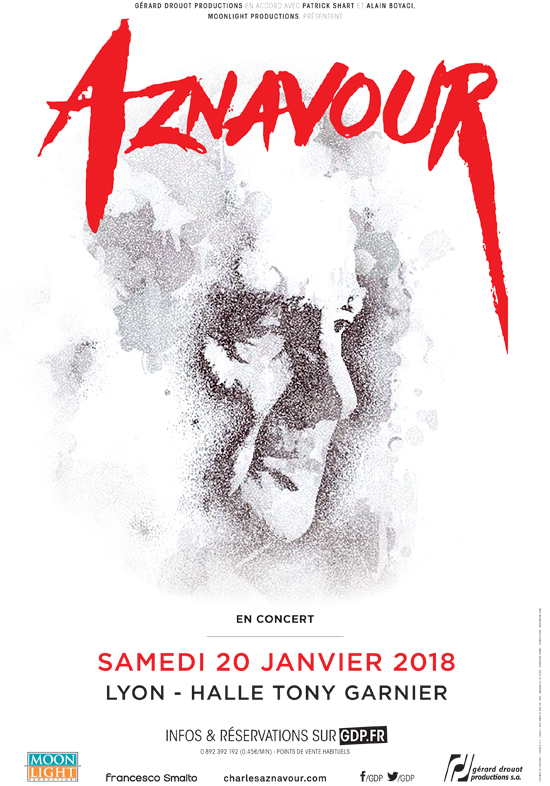 GÉRARD DROUOT PRODUCTIONS EN ACCORD AVEC PATRICK SHART ET ALAIN BOYACI,
MOONLIGHT PRODUCTIONS, PRÉSENTENT
AZNAVOUR
EN CONCERT
SAMEDI 20 JANVIER 2018
LYON - HALLE TONY GARNIER
INFOS & RÉSERVATIONS SUR GDP.FR
0 892 392 192 (0.45€/MIN) - POINTS DE VENTE HABITUELS
MOON
LIGHT
PRODUCTIONS
francesco smalto
charlesaznavour.com
f/GDP /GDP
gérard drouot
productions s.a.